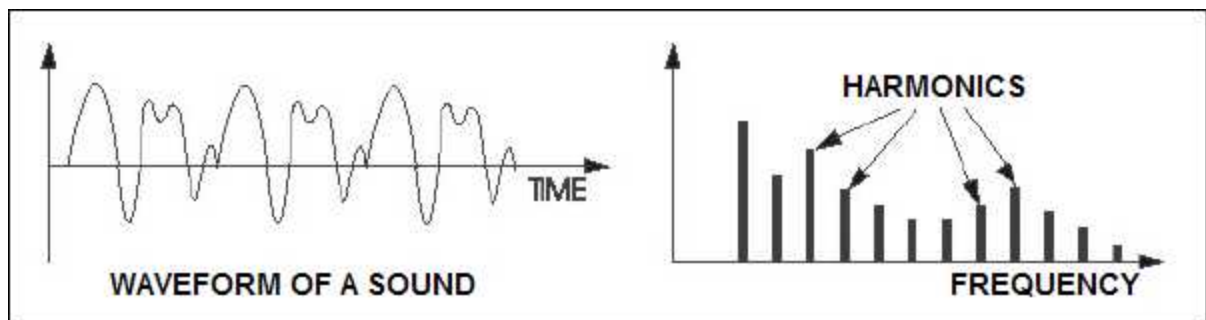 HARMONICS
TIME
WAVEFORM OF A SOUND
FREQUENCY